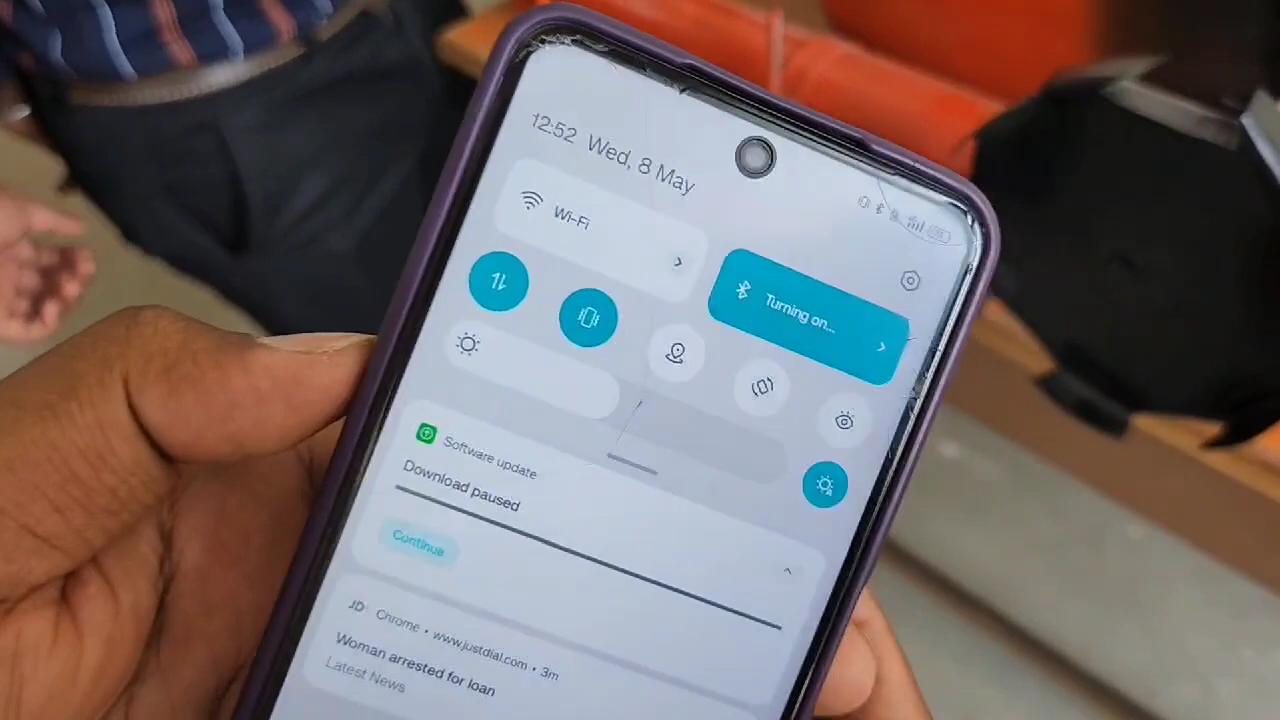 12:52 Wed, 8 May
Wi-Fi
Turning on...
Software update
Download paused
Continue
JD Chrome • www.justdial.com • 3m
Woman arrested for loan
Latest News